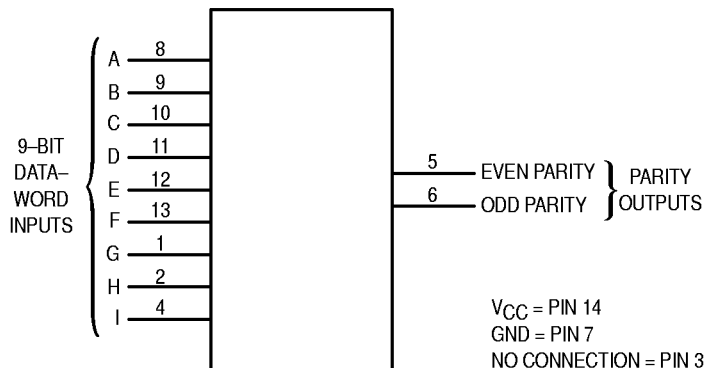 A 8
B 9
C 10
D 11
E 12
F 13
G 1
H 2
I 4
9–BIT
DATA–
WORD
INPUTS
5 EVEN PARITY
6 ODD PARITY
PARITY
OUTPUTS
VCC = PIN 14
GND = PIN 7
NO CONNECTION = PIN 3